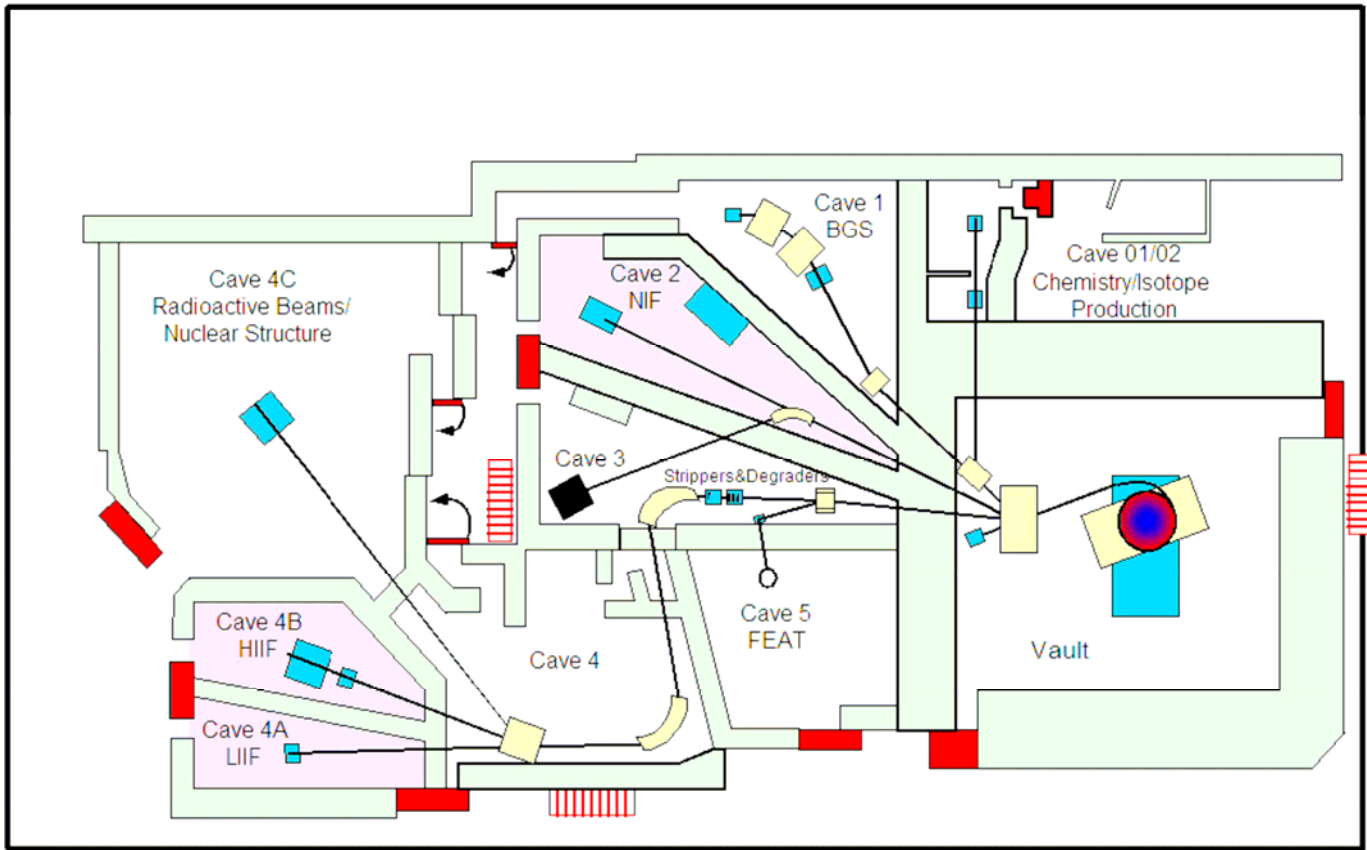 Cave 1
BGS
Cave 01/02
Chemistry/Isotope
Production
Cave 2
NIF
Cave 4C
Radioactive Beams/
Nuclear Structure
Cave 3
Strippers&Degraders
Cave 5
FEAT
Vault
Cave 4B
HIIF
Cave 4
Cave 4A
LIIF